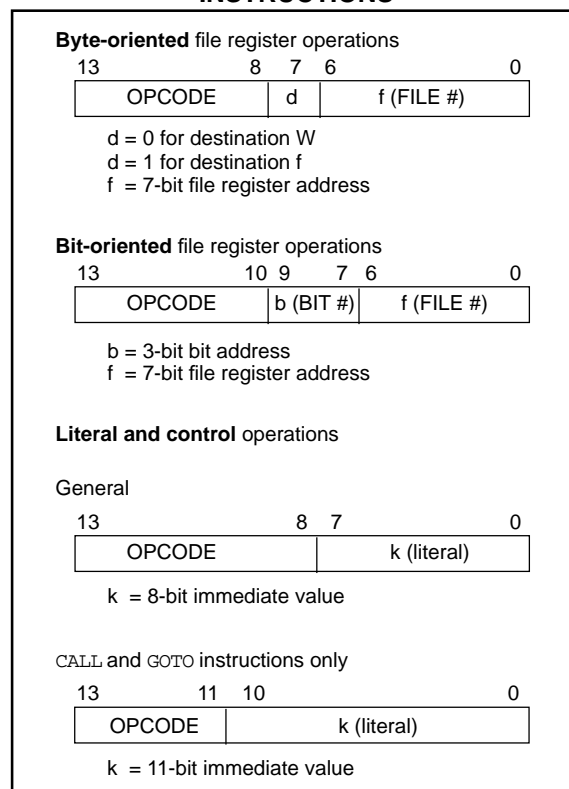 INSTRUCTIONS
Byte-oriented file register operations
13 8 7 6 0
OPCODE d f (FILE #)
d = 0 for destination W
d = 1 for destination f
f = 7-bit file register address
Bit-oriented file register operations
13 10 9 7 6 0
OPCODE b (BIT #) f (FILE #)
b = 3-bit bit address
f = 7-bit file register address
Literal and control operations
General
13 8 7 0
OPCODE k (literal)
k = 8-bit immediate value
CALL and GOTO instructions only
13 11 10 0
OPCODE k (literal)
k = 11-bit immediate value